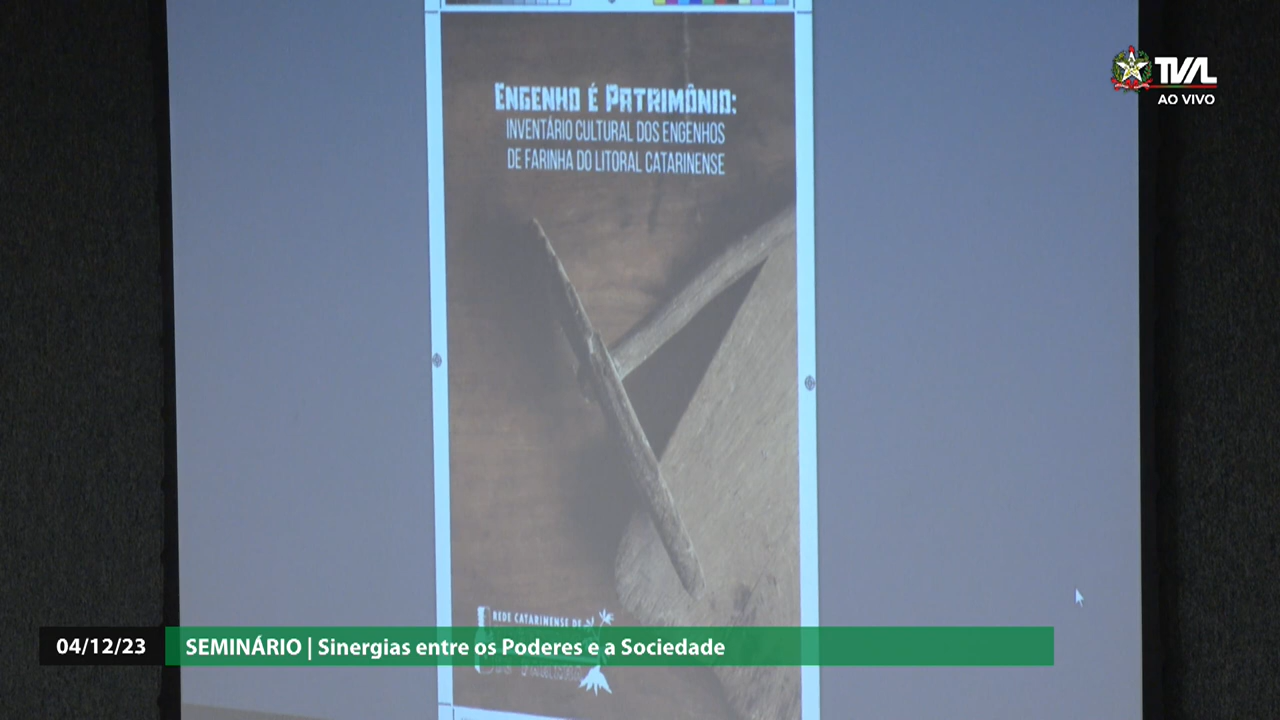 TVAL
AO VIVO
ENGENHO É PATRIMÔNIO:
INVENTÁRIO CULTURAL DOS ENGENHOS
DE FARINHA DO LITORAL CATARINENSE
REDE CATARINENSE DE
04/12/23
SEMINÁRIO | Sinergias entre os Poderes e a Sociedade